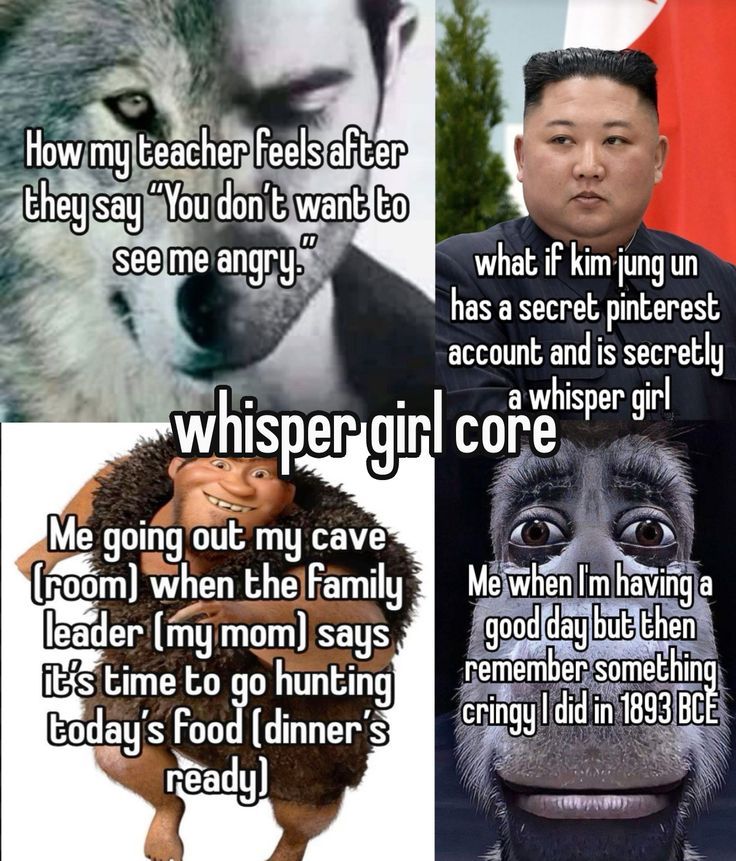 How my teacher feels after
they say “You don’t want to
see me angry.”
what if kim jung un
has a secret pinterest
account and is secretly
a whisper girl
whisper girl core
Me going out my cave
(room) when the family
leader (my mom) says
it’s time to go hunting
today’s food (dinner’s
ready)
Me when I'm having a
good day but then
remember something
cringy I did in 1893 BCE